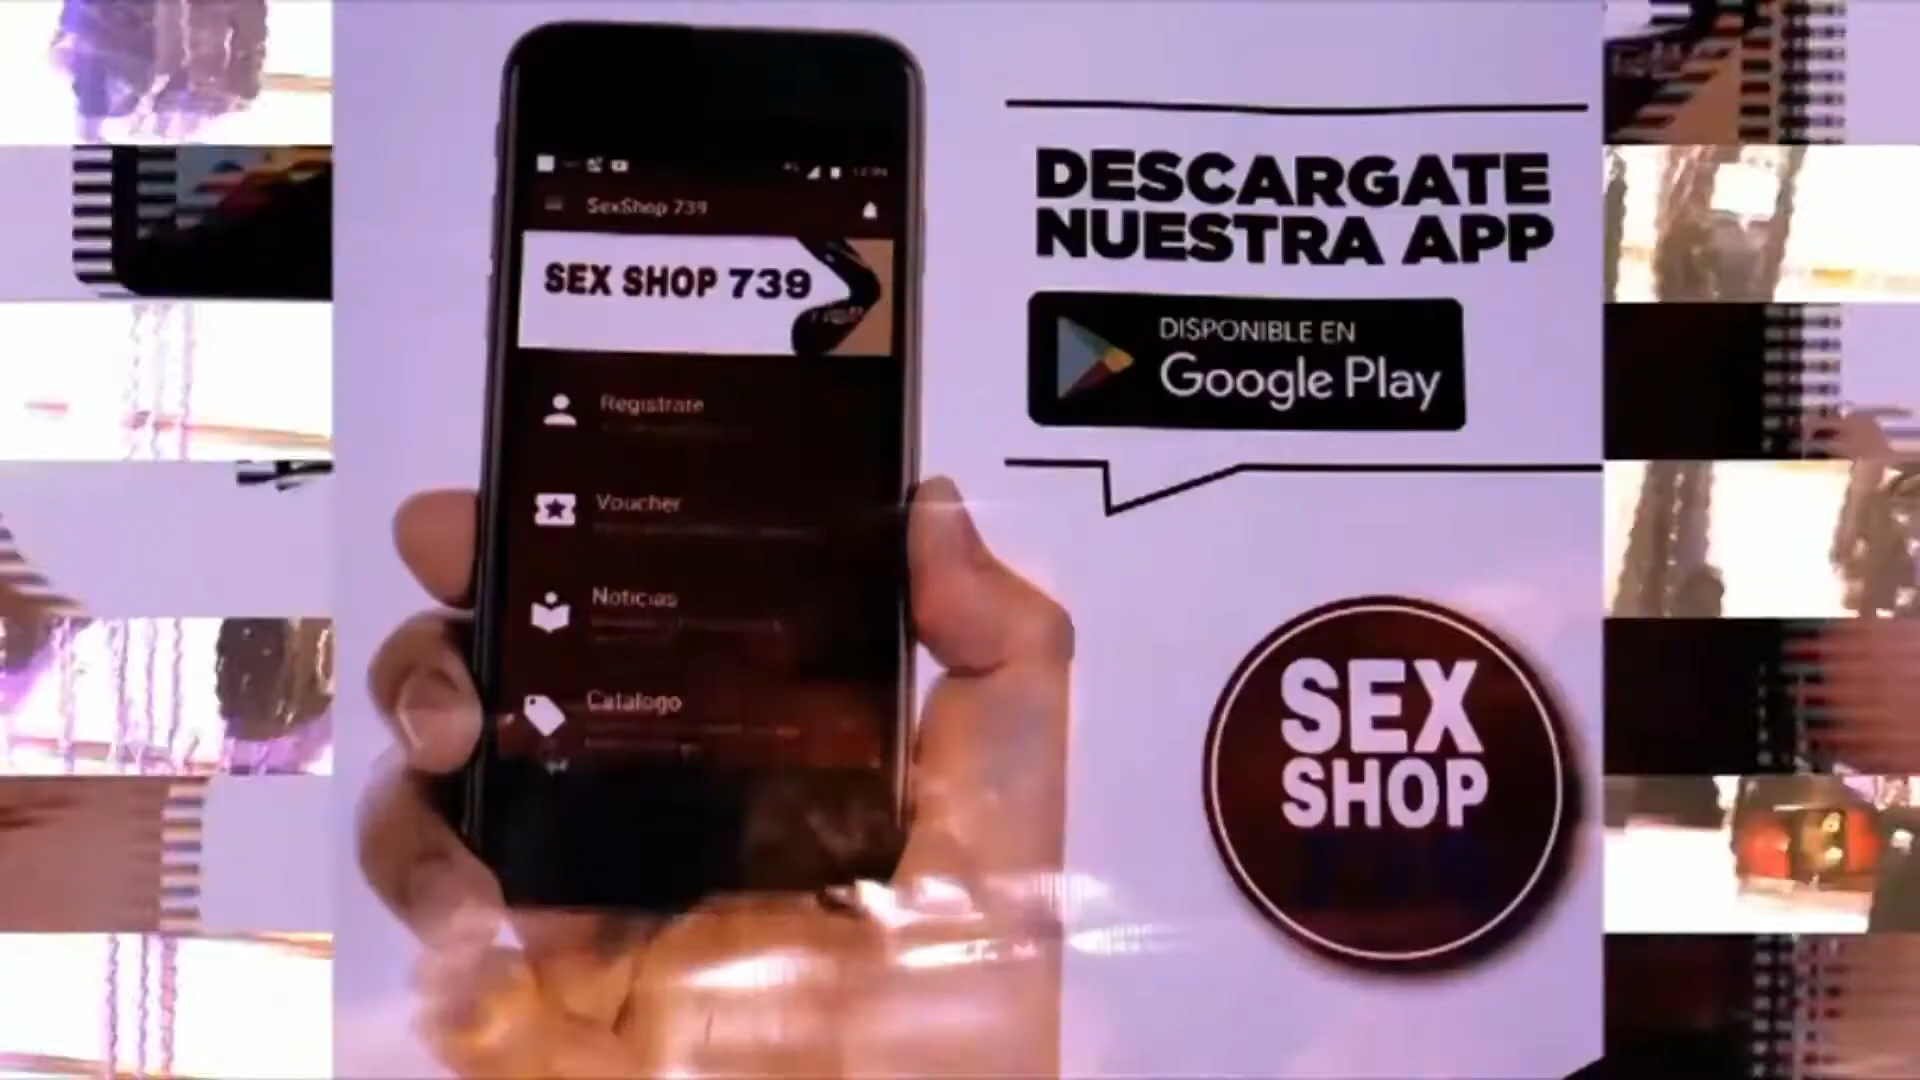 SexShop 739
SEX SHOP 739
Registrate
Voucher
Noticias
Catalogo
DESCARGATE
NUESTRA APP
DISPONIBLE EN
Google Play
SEX
SHOP